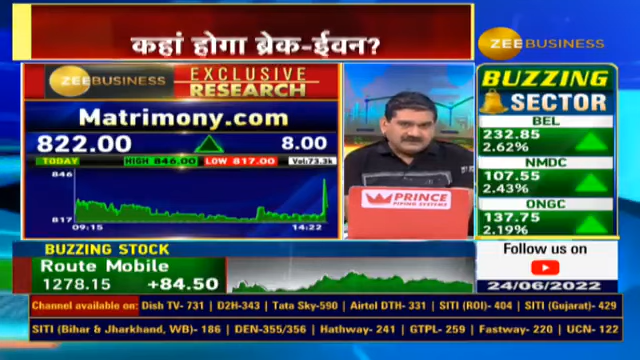 कहां होगा ब्रेक-ईवन?
ZEE BUSINESS
ZEE BUSINESS
EXCLUSIVE
RESEARCH
Matrimony.com
822.00 8.00
TODAY HIGH 846.00 LOW 817.00 Vol:73.3k
846
817
09:15 14:22
PRINCE
PIPING SYSTEMS
BUZZING
SECTOR
BEL
232.85
2.62%
NMDC
107.55
2.43%
ONGC
137.75
2.19%
BUZZING STOCK
Route Mobile
1278.15 +84.50
Follow us on
24/06/2022
Channel available on: Dish TV- 731 | D2H-343 | Tata Sky-590 | Airtel DTH- 331 | SITI (ROI)- 404 | SITI (Gujarat)- 429
SITI (Bihar & Jharkhand, WB)- 186 | DEN-355/356 | Hathway- 241 | GTPL- 259 | Fastway- 220 | UCN- 122